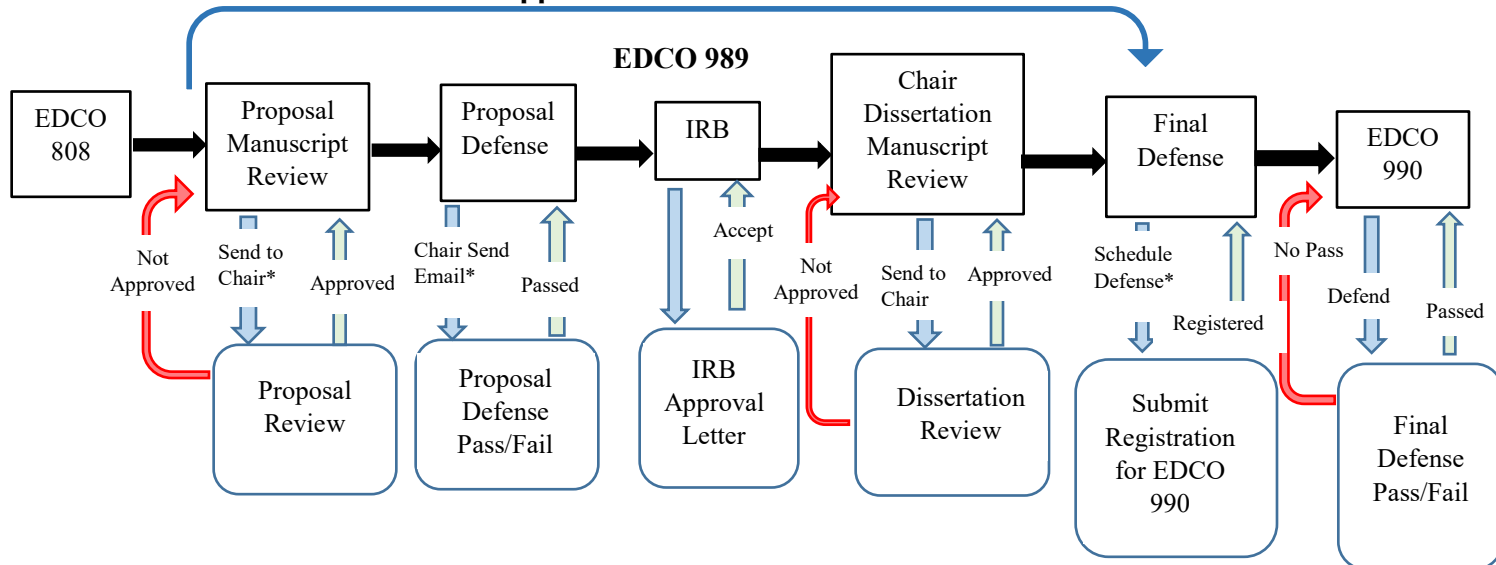 EDCO 989
EDCO
808
Proposal
Manuscript
Review
Proposal
Defense
IRB
Chair
Dissertation
Manuscript
Review
Final
Defense
EDCO
990
Not
Approved
Send to
Chair*
Approved
Chair Send
Email*
Passed
Accept
Not
Approved
Send to
Chair
Approved
Schedule
Defense*
Registered
No Pass
Defend
Passed
Proposal
Review
Proposal
Defense
Pass/Fail
IRB
Approval
Letter
Dissertation
Review
Submit
Registration
for EDCO
990
Final
Defense
Pass/Fail